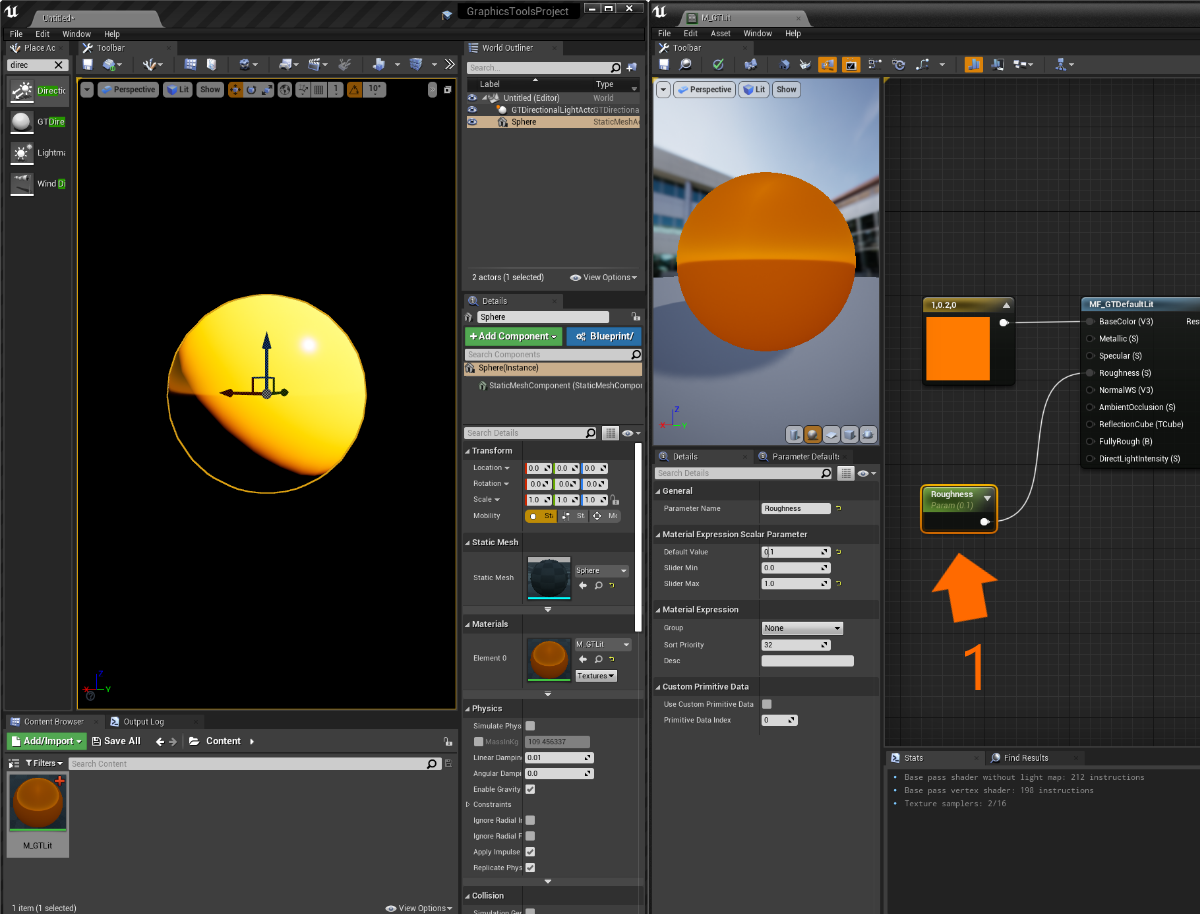 Untitled•
GraphicsToolsProject
File Edit Window Help
Place Ac
Toolbar
direc
Directio
GTDire
Lightma
Wind D
Perspective
Lit
Show
1
10°
World Outliner
Search...
Label
Type
Untitled (Editor)
World
GTDirectionalLightActo
GTDirectiona
Sphere
StaticMeshA
2 actors (1 selected)
View Options
Details
Sphere
+Add Component
Blueprint/
Search Components
Sphere(Instance)
StaticMeshComponent (StaticMeshCompor
Search Details
Transform
Location 0.0 0.0 0.0
Rotation 0.0 0.0 0.0
Scale 1.0 1.0 1.0
Mobility St St Mo
Static Mesh
Static Mesh
Sphere
Materials
Element 0
M_GTLit
Textures
Physics
Simulate Phys
MassInKg 109.456337
Linear Dampin 0.01
Angular Dampi 0.0
Enable Gravity
Constraints
Ignore Radial I
Ignore Radial F
Apply Impulse
Replicate Phys
Collision
Simulation Ge
Z
Y
X
Content Browser
Output Log
Add/Import
Save All
Content
Filters
Search Content
M_GTLit
1 item (1 selected)
View Options
M_GTLit
File Edit Asset Window Help
Toolbar
Perspective
Lit
Show
Z
Y
X
Details
Parameter Defaults
Search Details
General
Parameter Name Roughness
Material Expression Scalar Parameter
Default Value 0.1
Slider Min 0.0
Slider Max 1.0
Material Expression
Group None
Sort Priority 32
Desc
Custom Primitive Data
Use Custom Primitive Data
Primitive Data Index 0
1,0.2,0
Roughness
Param (0.1)
1
MF_GTDefaultLit
BaseColor (V3)
Res
Metallic (S)
Specular (S)
Roughness (S)
NormalWS (V3)
AmbientOcclusion (S)
ReflectionCube (TCube)
FullyRough (B)
DirectLightIntensity (S)
Stats
Find Results
• Base pass shader without light map: 212 instructions
• Base pass vertex shader: 198 instructions
• Texture samplers: 2/16